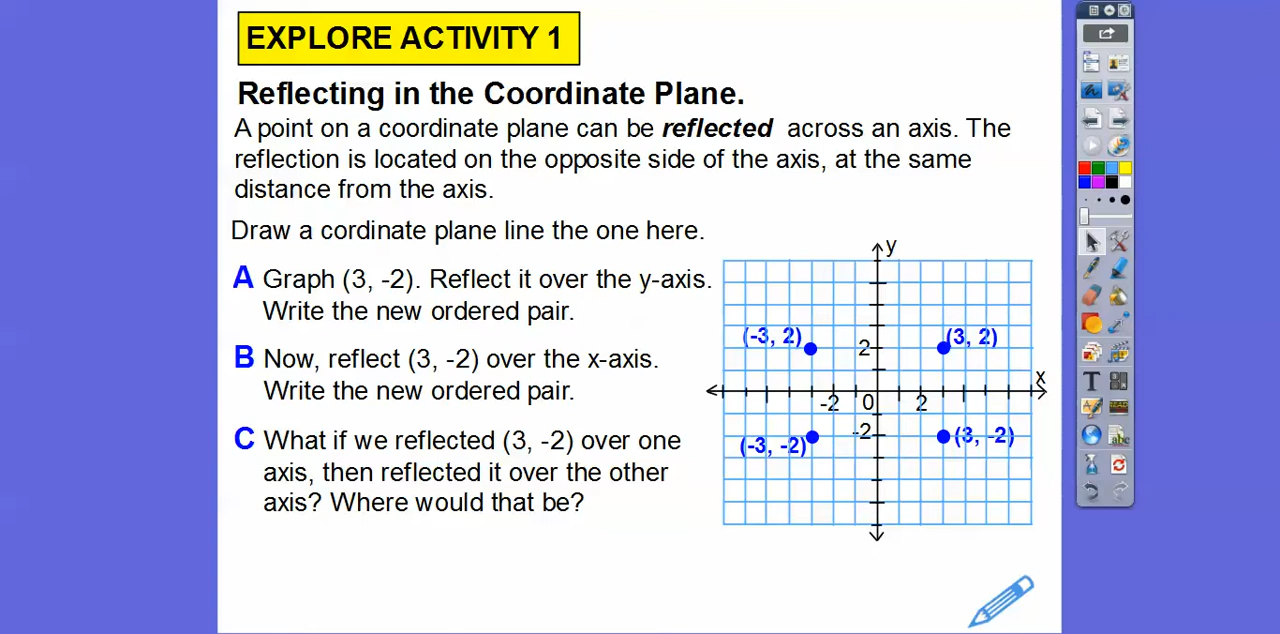 EXPLORE ACTIVITY 1
Reflecting in the Coordinate Plane.
A point on a coordinate plane can be reflected across an axis. The
reflection is located on the opposite side of the axis, at the same
distance from the axis.
Draw a cordinate plane line the one here.
A Graph (3, -2). Reflect it over the y-axis.
Write the new ordered pair.
B Now, reflect (3, -2) over the x-axis.
Write the new ordered pair.
C What if we reflected (3, -2) over one
axis, then reflected it over the other
axis? Where would that be?
y
(-3, 2)
2
(3, 2)
x
-2
0
2
(-3, -2)
-2
(3, -2)
T
abc